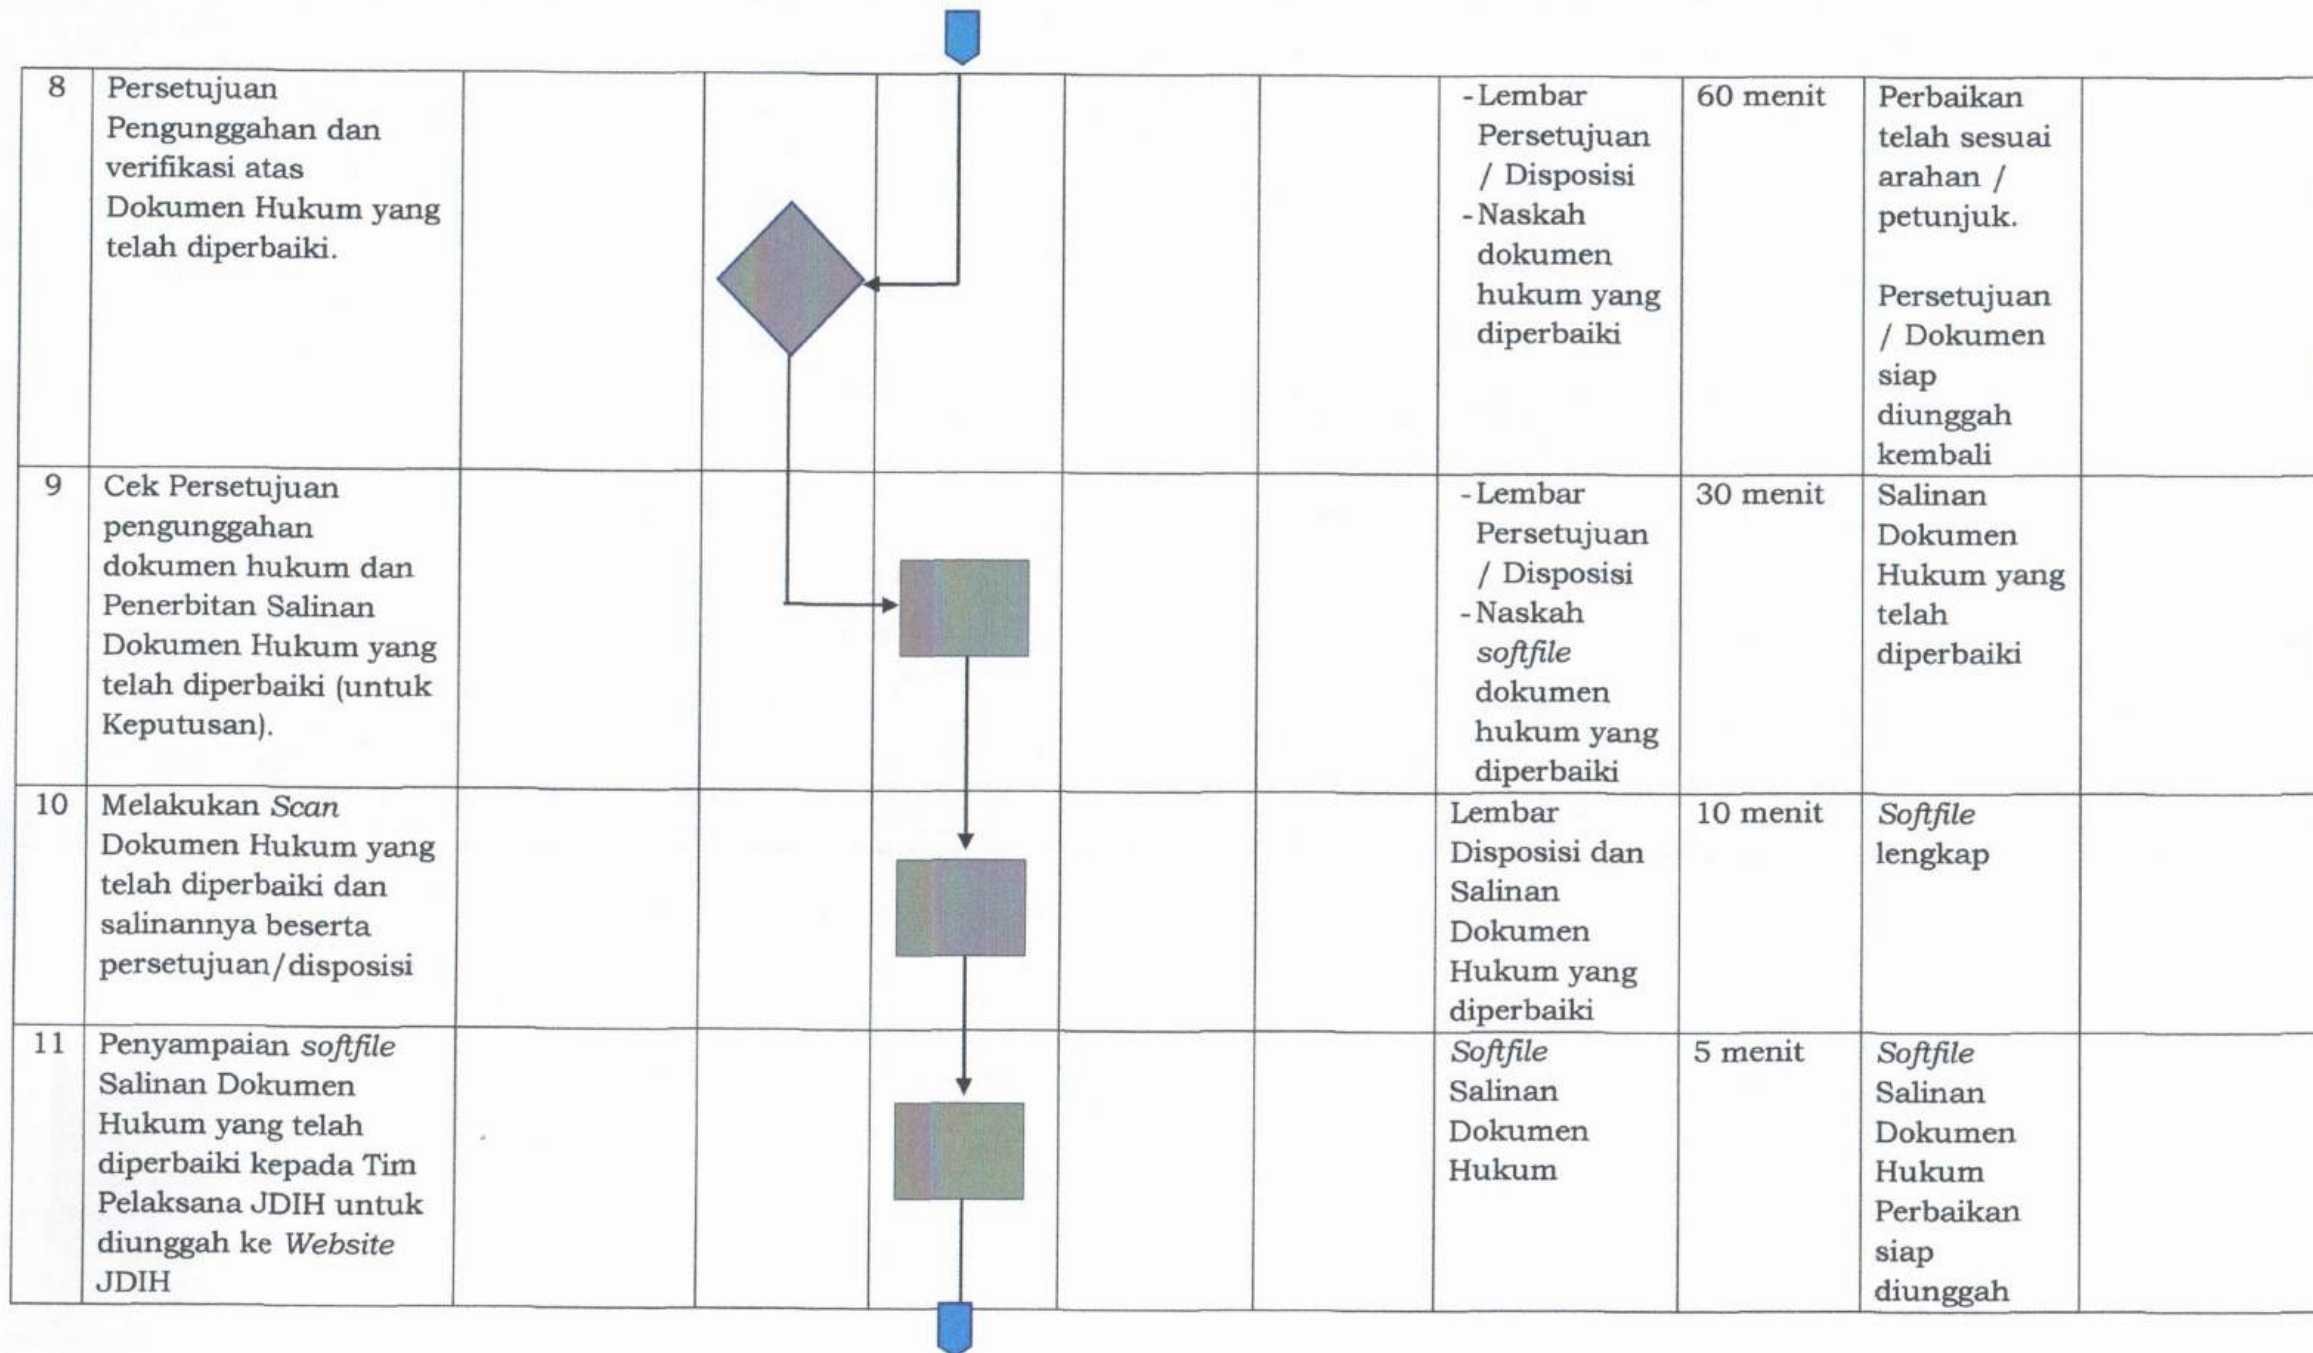 8
Persetujuan
Pengunggahan dan
verifikasi atas
Dokumen Hukum yang
telah diperbaiki.
-Lembar
Persetujuan
/ Disposisi
-Naskah
dokumen
hukum yang
diperbaiki
60 menit
Perbaikan
telah sesuai
arahan /
petunjuk.
Persetujuan
/ Dokumen
siap
diunggah
kembali
9
Cek Persetujuan
pengunggahan
dokumen hukum dan
Penerbitan Salinan
Dokumen Hukum yang
telah diperbaiki (untuk
Keputusan).
-Lembar
Persetujuan
/ Disposisi
-Naskah
softfile
dokumen
hukum yang
diperbaiki
30 menit
Salinan
Dokumen
Hukum yang
telah
diperbaiki
10
Melakukan Scan
Dokumen Hukum yang
telah diperbaiki dan
salinannya beserta
persetujuan/disposisi
Lembar
Disposisi dan
Salinan
Dokumen
Hukum yang
diperbaiki
10 menit
Softfile
lengkap
11
Penyampaian softfile
Salinan Dokumen
Hukum yang telah
diperbaiki kepada Tim
Pelaksana JDIH untuk
diunggah ke Website
JDIH
Softfile
Salinan
Dokumen
Hukum
5 menit
Softfile
Salinan
Dokumen
Hukum
Perbaikan
siap
diunggah